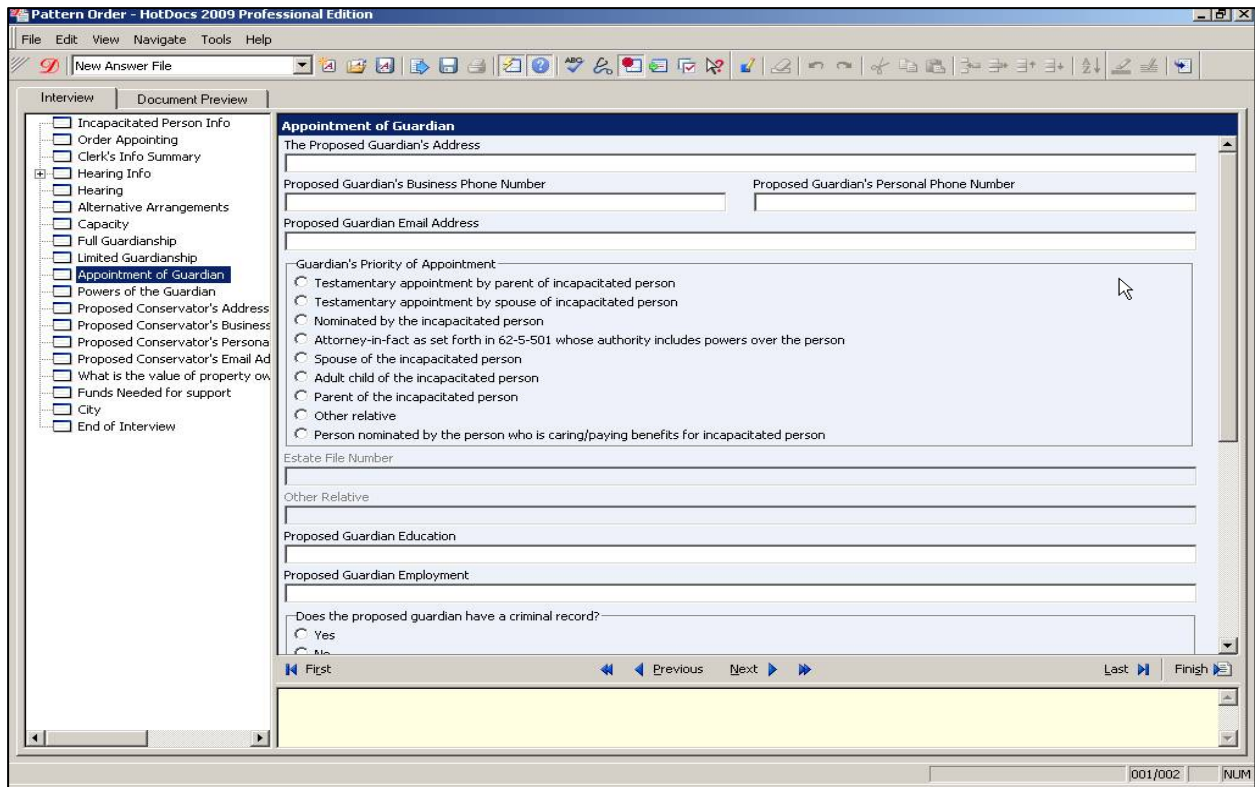 Pattern Order - HotDocs 2009 Professional Edition
File Edit View Navigate Tools Help
New Answer File
Interview Document Preview
Incapacitated Person Info
Order Appointing
Clerk's Info Summary
Hearing Info
Hearing
Alternative Arrangements
Capacity
Full Guardianship
Limited Guardianship
Appointment of Guardian
Powers of the Guardian
Proposed Conservator's Address
Proposed Conservator's Business
Proposed Conservator's Persona
Proposed Conservator's Email Ad
What is the value of property ow
Funds Needed for support
City
End of Interview
Appointment of Guardian
The Proposed Guardian's Address
Proposed Guardian's Business Phone Number Proposed Guardian's Personal Phone Number
Proposed Guardian Email Address
Guardian's Priority of Appointment
Testamentary appointment by parent of incapacitated person
Testamentary appointment by spouse of incapacitated person
Nominated by the incapacitated person
Attorney-in-fact as set forth in 62-5-501 whose authority includes powers over the person
Spouse of the incapacitated person
Adult child of the incapacitated person
Parent of the incapacitated person
Other relative
Person nominated by the person who is caring/paying benefits for incapacitated person
Estate File Number
Other Relative
Proposed Guardian Education
Proposed Guardian Employment
Does the proposed guardian have a criminal record?
Yes
No
First Previous Next Last Finish
001/002 NUM